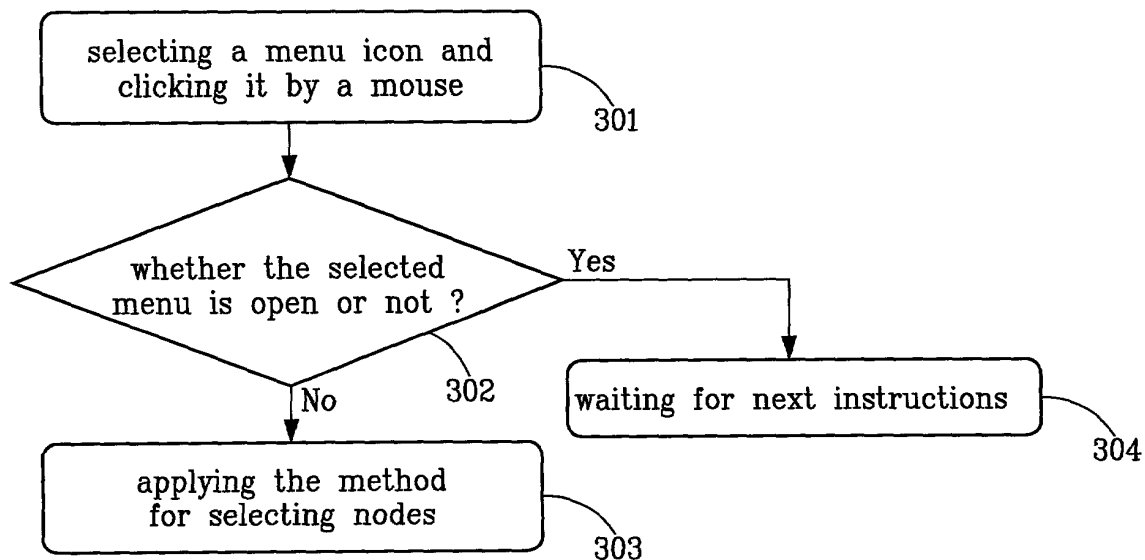 selecting a menu icon and
clicking it by a mouse
301
whether the selected
menu is open or not ?
Yes
302
No
waiting for next instructions
304
applying the method
for selecting nodes
303